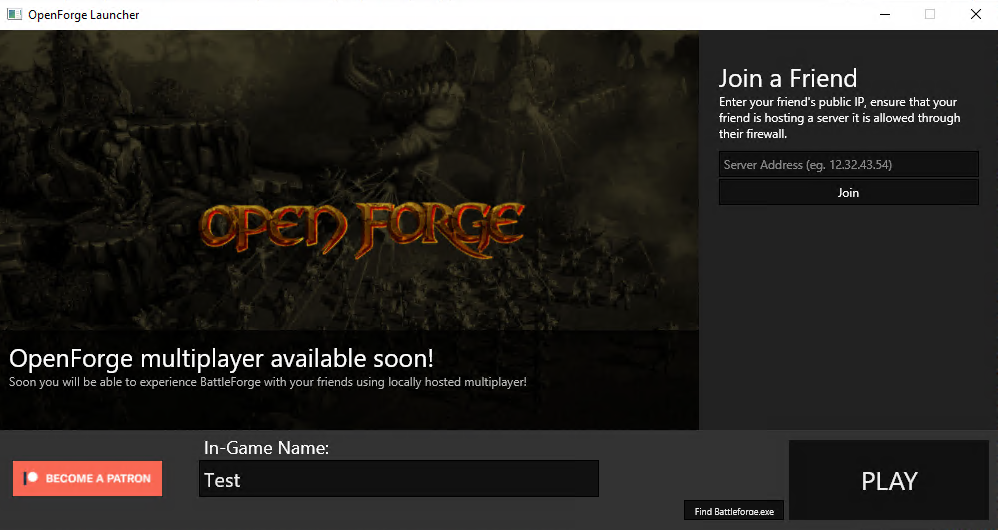 OpenForge Launcher
OPEN FORGE
Join a Friend
Enter your friend's public IP, ensure that your
friend is hosting a server it is allowed through
their firewall.
Server Address (eg. 12.32.43.54)
Join
OpenForge multiplayer available soon!
Soon you will be able to experience BattleForge with your friends using locally hosted multiplayer!
BECOME A PATRON
In-Game Name:
Test
Find Battleforge.exe
PLAY